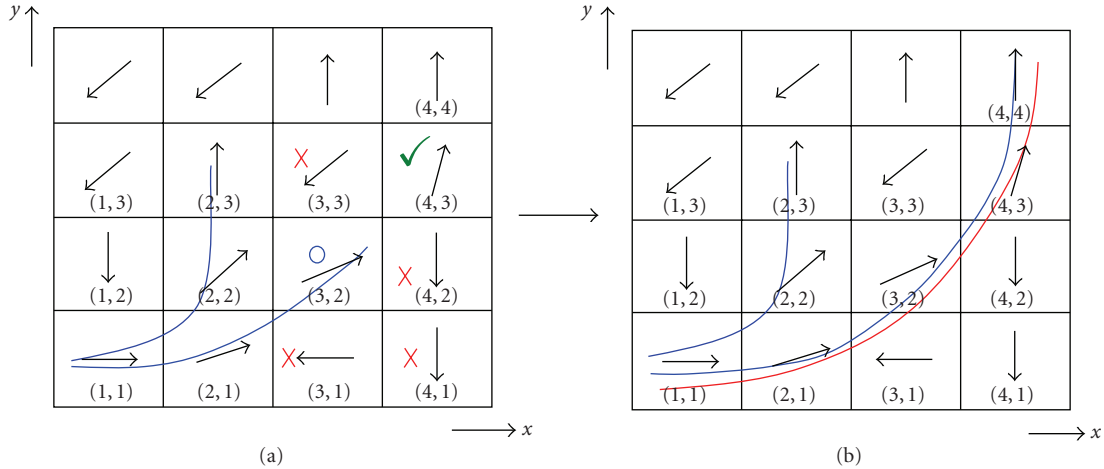 y y
(4, 4) (4, 4)
(1, 3) (2, 3) (3, 3) (4, 3) (1, 3) (2, 3) (3, 3) (4, 3)
(1, 2) (2, 2) (3, 2) (4, 2) (1, 2) (2, 2) (3, 2) (4, 2)
(1, 1) (2, 1) (3, 1) (4, 1) (1, 1) (2, 1) (3, 1) (4, 1)
x x
(a) (b)